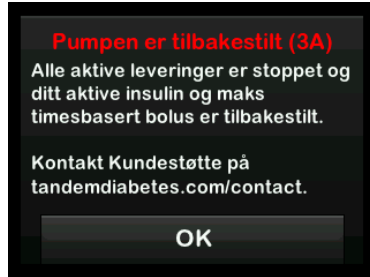 Pumpen er tilbakestilt (3A)
Alle aktive leveringer er stoppet og
ditt aktive insulin og maks
timesbasert bolus er tilbakestilt.
Kontakt Kundestøtte på
tandemdiabetes.com/contact.
OK